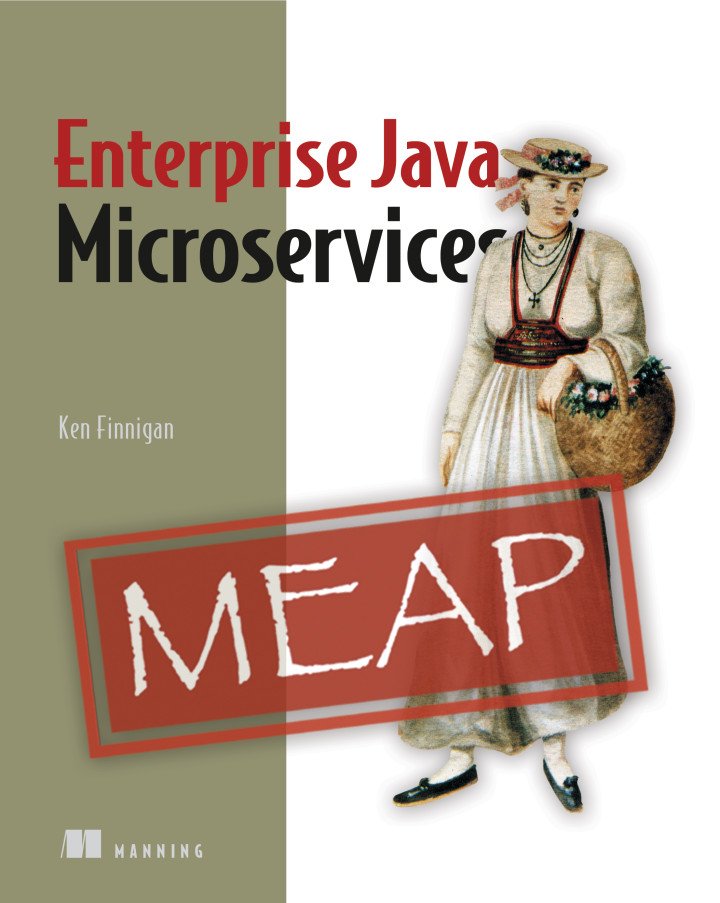 Enterprise Java
Microservices
Ken Finnigan
MEAP
MANNING